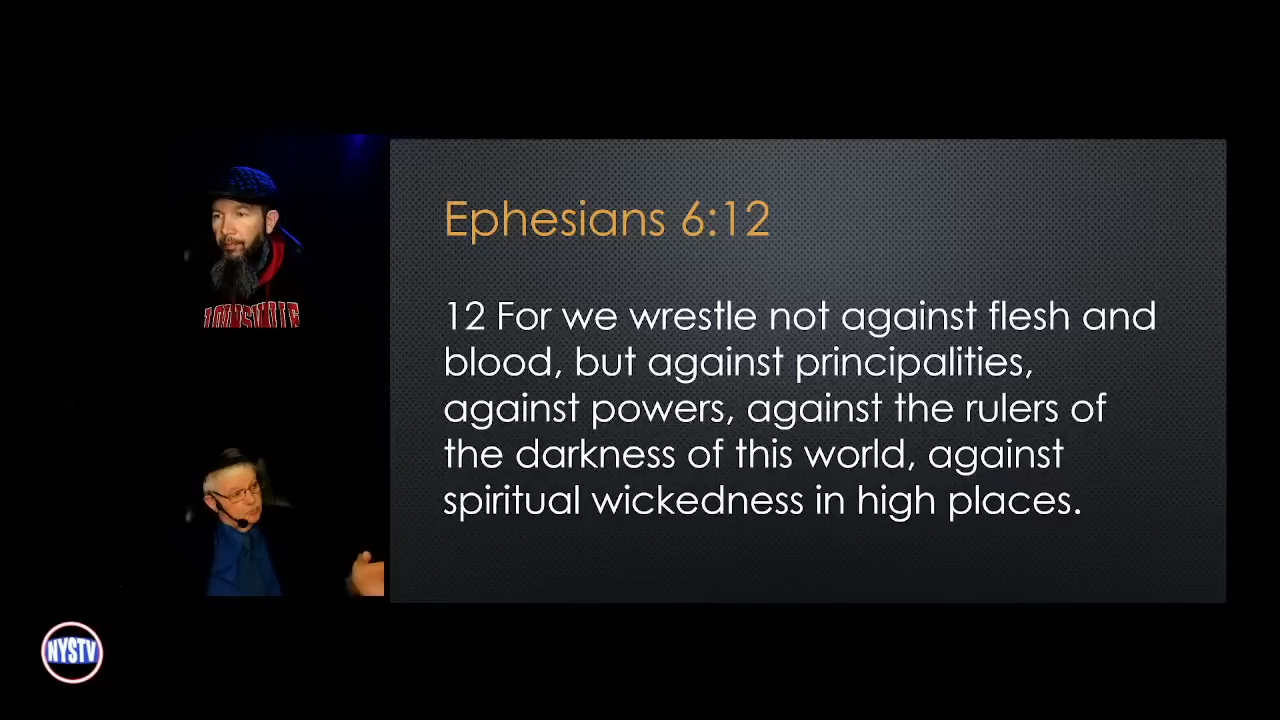 Ephesians 6:12
12 For we wrestle not against flesh and
blood, but against principalities,
against powers, against the rulers of
the darkness of this world, against
spiritual wickedness in high places.
LOUISVILLE
NYSTV